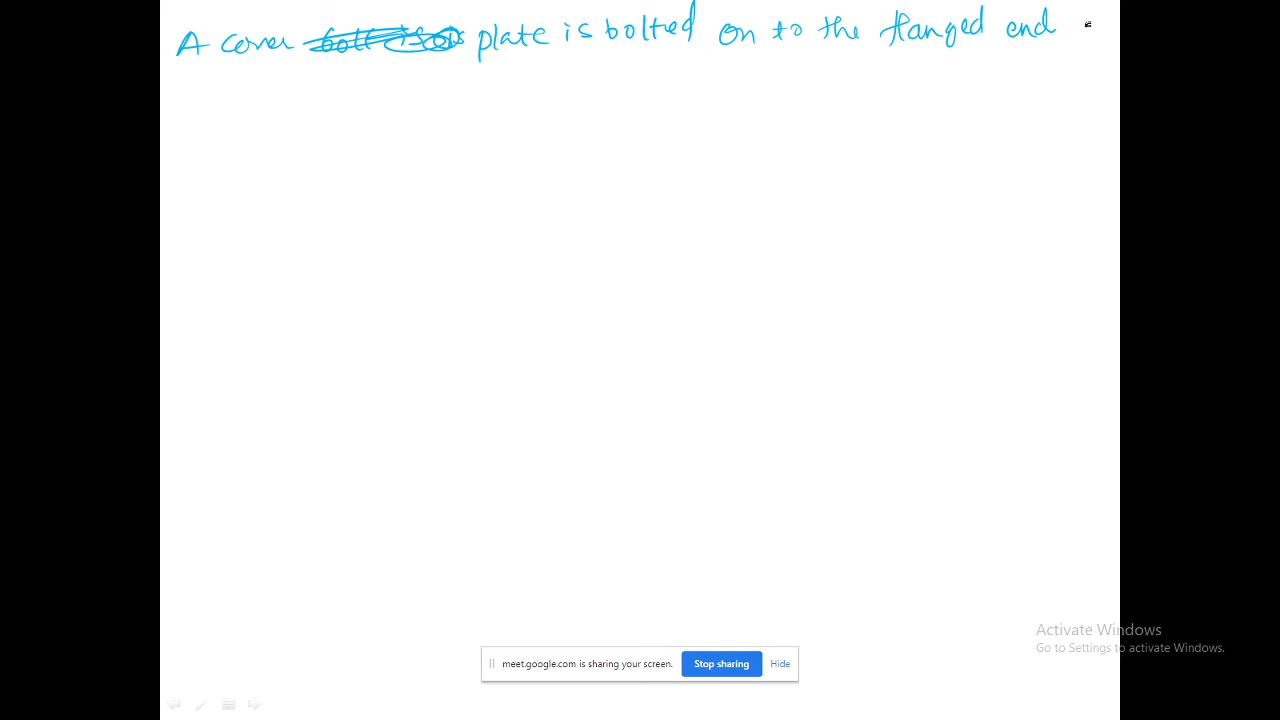 A cover plate is bolted on to the flanged end
meet.google.com is sharing your screen. Stop sharing Hide
Activate Windows
Go to Settings to activate Windows.